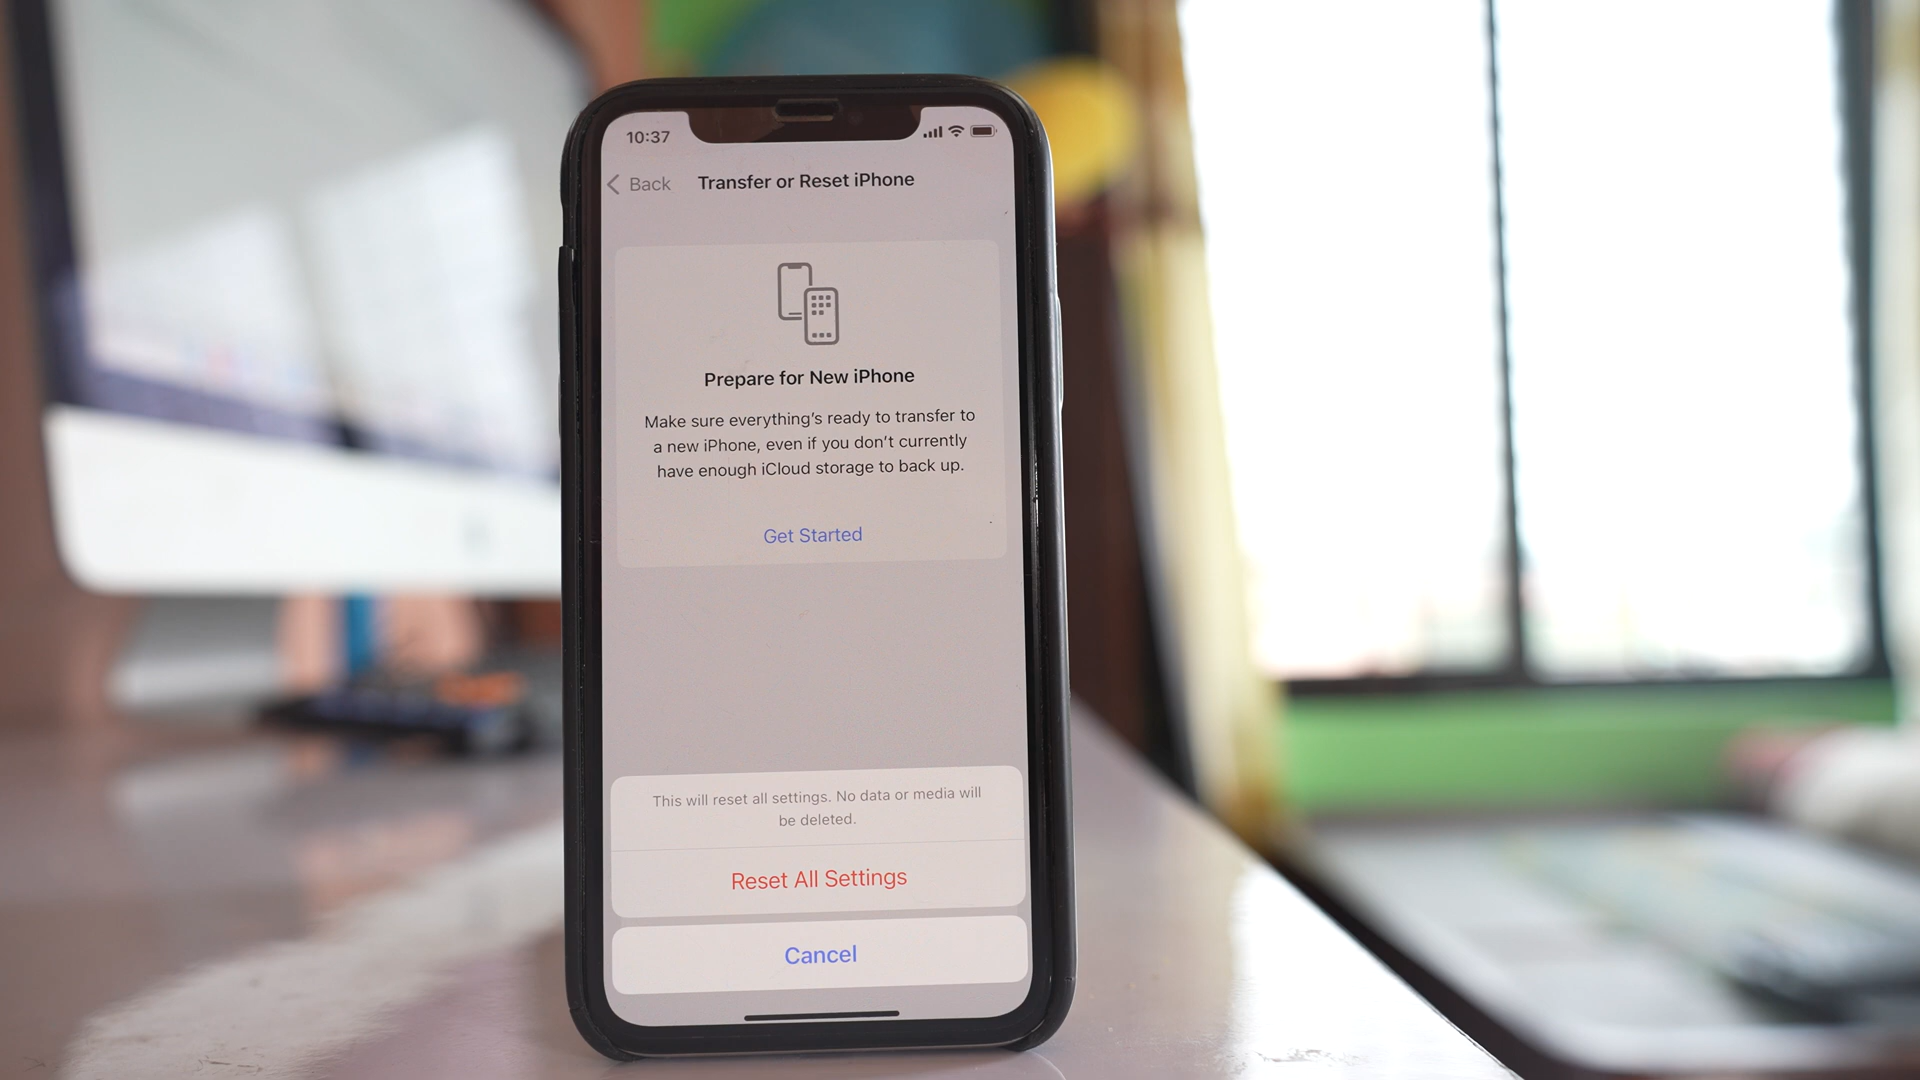 10:37
Back
Transfer or Reset iPhone
Prepare for New iPhone
Make sure everything's ready to transfer to
a new iPhone, even if you don't currently
have enough iCloud storage to back up.
Get Started
This will reset all settings. No data or media will
be deleted.
Reset All Settings
Cancel